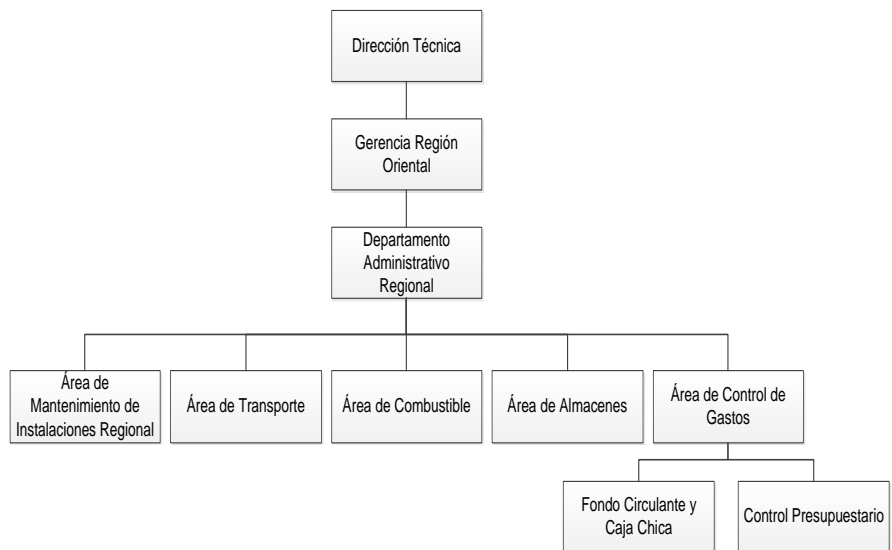 Dirección Técnica
Gerencia Región
Oriental
Departamento
Administrativo
Regional
Área de
Mantenimiento de
Instalaciones Regional
Área de Transporte
Área de Combustible
Área de Almacenes
Área de Control de
Gastos
Fondo Circulante y
Caja Chica
Control Presupuestario